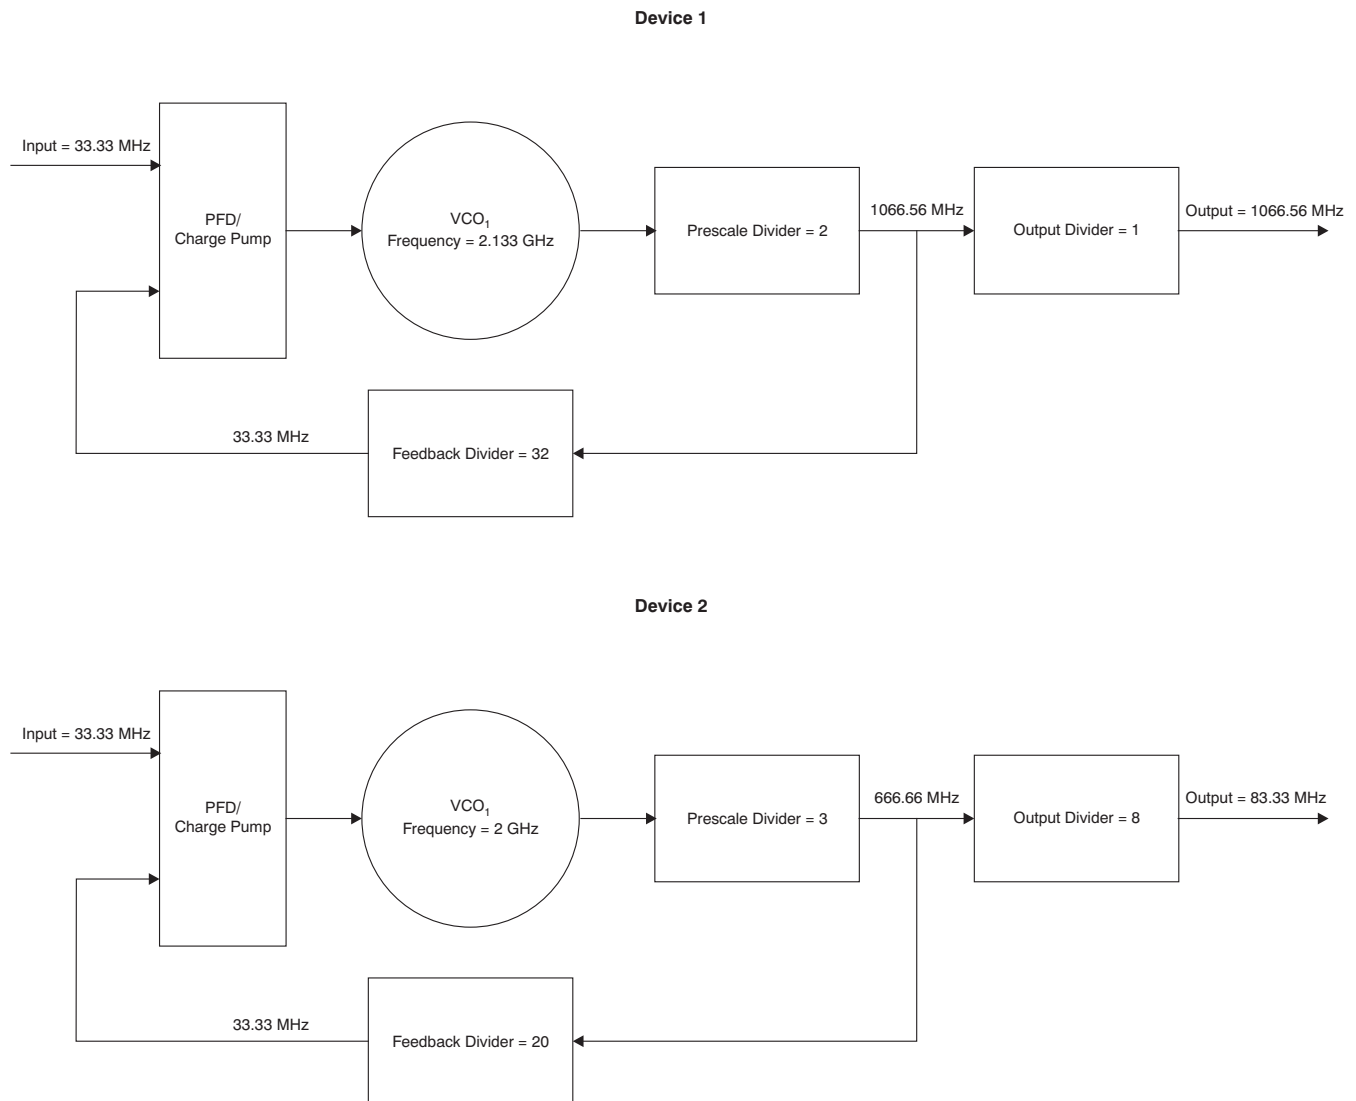 Device 1
Input = 33.33 MHz
PFD/
Charge Pump
VCO1
Frequency = 2.133 GHz
Prescale Divider = 2
1066.56 MHz
Output Divider = 1
Output = 1066.56 MHz
33.33 MHz
Feedback Divider = 32
Device 2
Input = 33.33 MHz
PFD/
Charge Pump
VCO1
Frequency = 2 GHz
Prescale Divider = 3
666.66 MHz
Output Divider = 8
Output = 83.33 MHz
33.33 MHz
Feedback Divider = 20